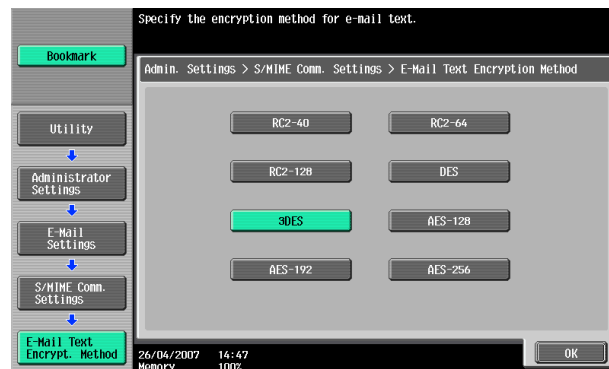 Specify the encryption method for e-mail text.
Bookmark
Admin. Settings > S/MIME Comm. Settings > E-Mail Text Encryption Method
Utility
Administrator
Settings
E-Mail
Settings
S/MIME Comm.
Settings
E-Mail Text
Encrypt. Method
RC2-40
RC2-64
RC2-128
DES
3DES
AES-128
AES-192
AES-256
26/04/2007 14:47
Memory 100%
OK